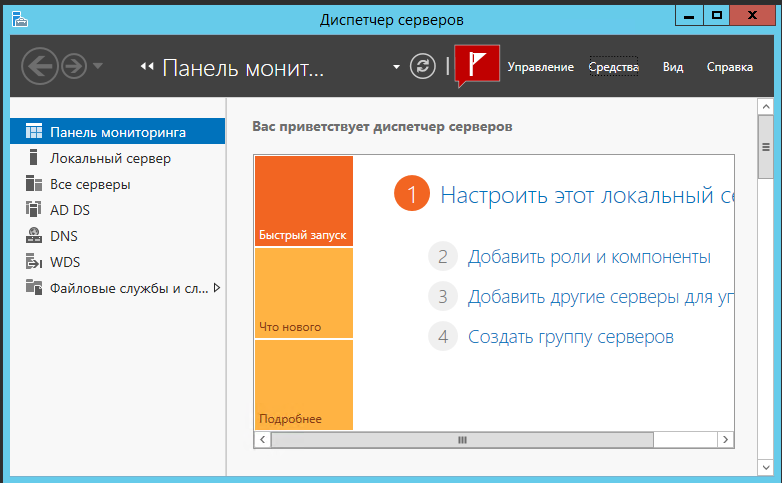 Диспетчер серверов
Панель монит...
Управление
Средства
Вид
Справка
Панель мониторинга
Локальный сервер
Все серверы
AD DS
DNS
WDS
Файловые службы и сл...
Вас приветствует диспетчер серверов
Быстрый запуск
Что нового
Подробнее
1 Настроить этот локальный се
2 Добавить роли и компоненты
3 Добавить другие серверы для уп
4 Создать группу серверов